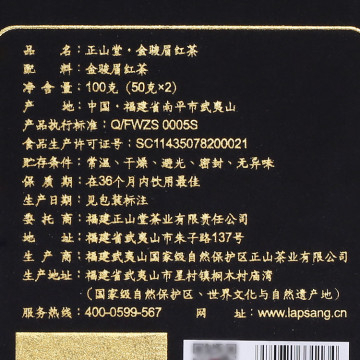 品　　名：正山堂·金骏眉红茶
配　　料：金骏眉红茶
净 含 量：100克（50克×2）
产　　地：中国·福建省南平市武夷山
产品执行标准：Q/FWZS 0005S
食品生产许可证号：SC11435078200021
贮存条件：常温、干燥、避光、密封、无异味
保 质 期：在36个月内饮用最佳
生产日期：见包装标注
委 托 商：福建正山堂茶业有限责任公司
地　　址：福建省武夷山市朱子路137号
生 产 商：福建武夷山国家级自然保护区正山茶业有限公司
生产地址：福建省武夷山市星村镇桐木村庙湾
（国家级自然保护区、世界文化与自然遗产地）
服务热线：400-0599-567　　网　　址：www.lapsang.cn